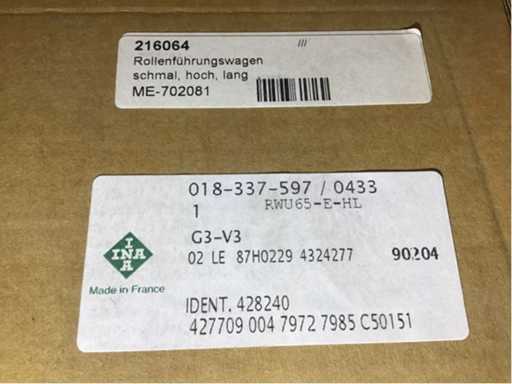 216064
Rollenführungswagen
schmal, hoch, lang
ME-702081
018-337-597 / 0433
1 RWU65-E-HL
G3-V3
02 LE 87H0229 4324277 90204
INA
INA
Made in France
IDENT. 428240
427709 004 7972 7985 C50151